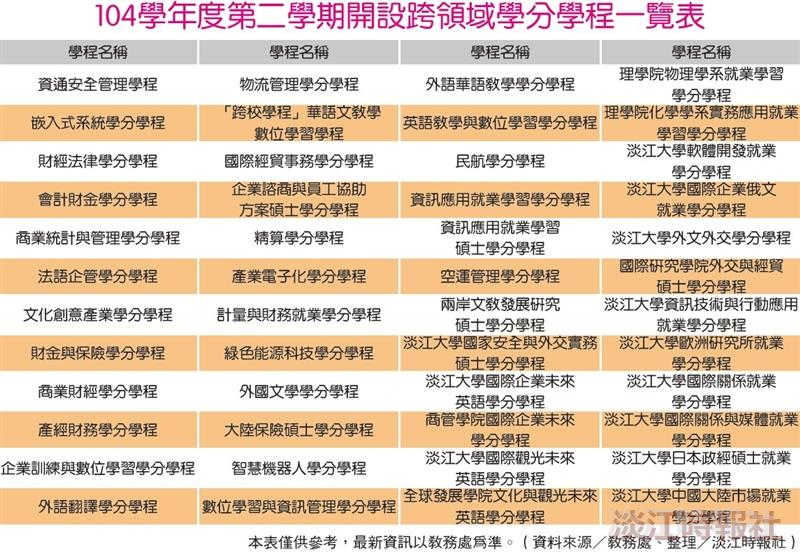 104學年度第二學期開設跨領域學分學程一覽表
學程名稱 學程名稱 學程名稱 學程名稱
資通安全管理學程 物流管理學分學程 外語華語教學學分學程 理學院物理學系就業學習
學分學程
嵌入式系統學分學程 「跨校學程」華語文教學
數位學習學程 英語教學與數位學習學分學程 理學院化學學系實務應用就業
學習學分學程
財經法律學分學程 國際經貿事務學分學程 民航學分學程 淡江大學軟體開發就業
學分學程
會計財金學分學程 企業諮商與員工協助
方案碩士學分學程 資訊應用就業學習學分學程 淡江大學國際企業俄文
就業學分學程
商業統計與管理學分學程 精算學分學程 資訊應用就業學習
碩士學分學程 淡江大學外文外交學分學程
法語企管學分學程 產業電子化學分學程 空運管理學分學程 國際研究學院外交與經貿
碩士學分學程
文化創意產業學分學程 計量與財務就業學分學程 兩岸文教發展研究
碩士學分學程 淡江大學資訊技術與行動應用
就業學分學程
財金與保險學分學程 綠色能源科技學分學程 淡江大學國家安全與外交實務
碩士學分學程 淡江大學歐洲研究所就業
學分學程
商業財經學分學程 外國文學學分學程 淡江大學國際企業未來
英語學分學程 淡江大學國際關係就業
學分學程
產經財務學分學程 大陸保險碩士學分學程 商管學院國際企業未來
學分學程 淡江大學國際關係與媒體就業
學分學程
企業訓練與數位學習學分學程 智慧機器人學分學程 淡江大學國際觀光未來
英語學分學程 淡江大學日本政經碩士就業
學分學程
外語翻譯學分學程 數位學習與資訊管理學分學程 全球發展學院文化與觀光未來
英語學分學程 淡江大學中國大陸市場就業
學分學程
淡江時報社
本表僅供參考，最新資訊以教務處為準。（資料來源／教務處、整理／淡江時報社）